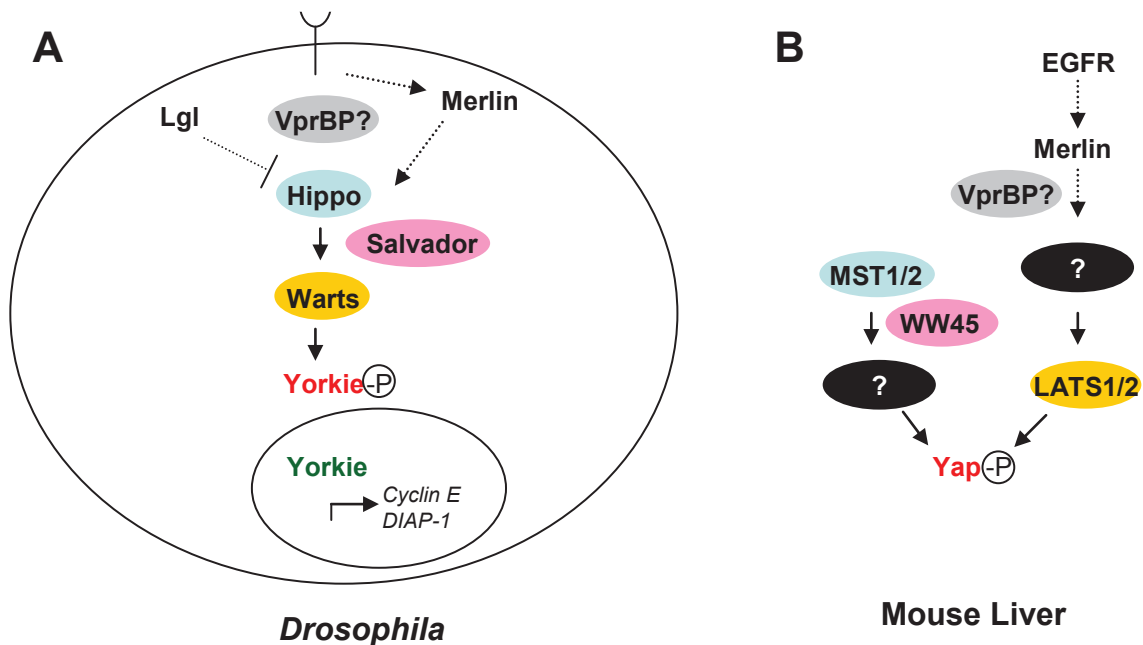 A
Lgl
VprBP?
Merlin
Hippo
Salvador
Warts
Yorkie-P
Yorkie
Cyclin E
DIAP-1
Drosophila
B
EGFR
Merlin
VprBP?
?
MST1/2
WW45
?
LATS1/2
Yap-P
Mouse Liver